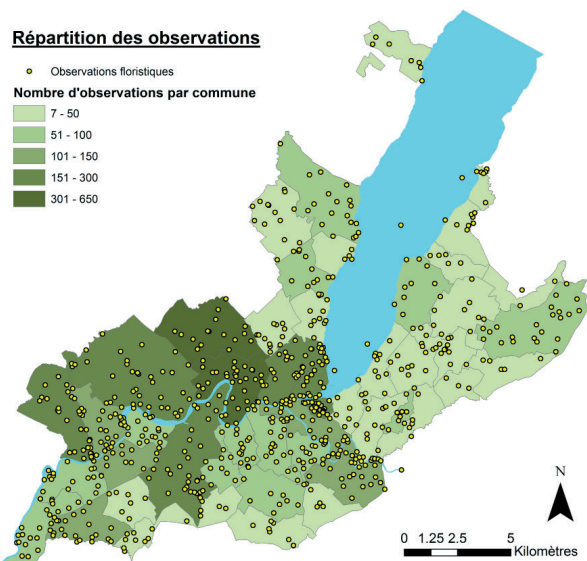 Répartition des observations
Observations floristiques
Nombre d'observations par commune
7 - 50
51 - 100
101 - 150
151 - 300
301 - 650
N
0 1.25 2.5 5
Kilomètres